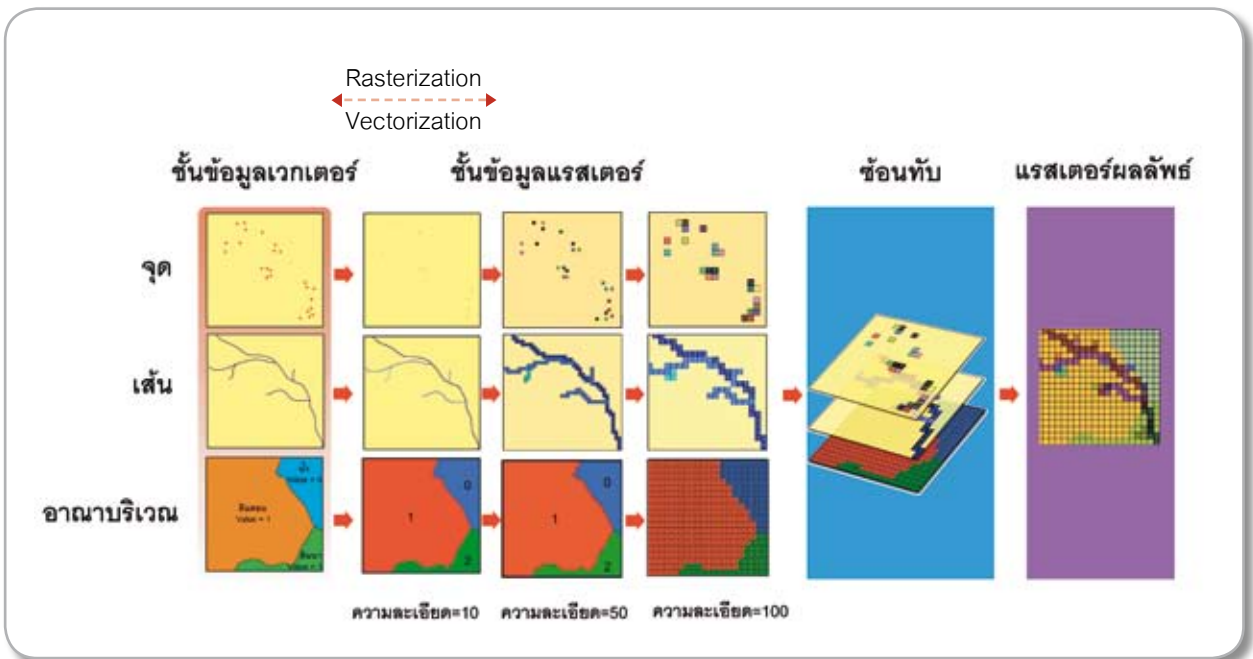 Rasterization
Vectorization
ชั้นข้อมูลเวกเตอร์
ชั้นข้อมูลแรสเตอร์
ซ้อนทับ
แรสเตอร์ผลลัพธ์
จุด
เส้น
อาณาบริเวณ
น้ำ
Value = 1
0
1
2
0
1
2
ความละเอียด=10
ความละเอียด=50
ความละเอียด=100